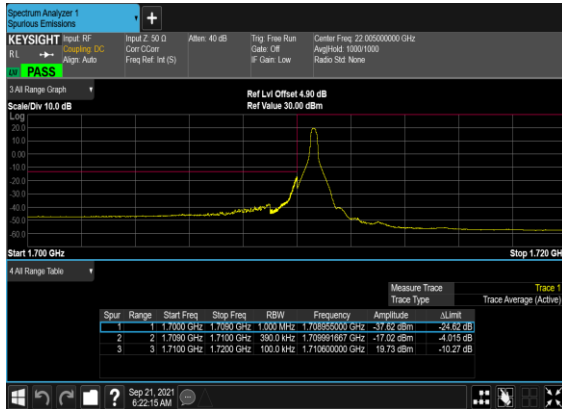 Spectrum Analyzer 1
Spurious Emissions
KEYSIGHT Input: RF Input Z: 50 Ω Atten: 40 dB Trig: Free Run Center Freq: 22.005000000 GHz
RL Coupling: DC Corr CCorr Gate: Off Avg|Hold: 1000/1000
Align: Auto Freq Ref: Int (S) IF Gain: Low Radio Std: None
PASS
3 All Range Graph
Ref Lvl Offset 4.90 dB
Scale/Div 10.0 dB Ref Value 30.00 dBm
Log
20.0
10.0
0.00
-10.0
-20.0
-30.0
-40.0
-50.0
-60.0
Start 1.700 GHz Stop 1.720 GH
4 All Range Table
Measure Trace Trace 1
Trace Type Trace Average (Active)
Spur Range Start Freq Stop Freq RBW Frequency Amplitude ΔLimit
1 1 1.7000 GHz 1.7090 GHz 1.000 MHz 1.708955000 GHz -37.62 dBm -24.62 dB
2 2 1.7090 GHz 1.7100 GHz 390.0 kHz 1.709991667 GHz -17.02 dBm -4.015 dB
3 3 1.7100 GHz 1.7200 GHz 100.0 kHz 1.710600000 GHz 19.73 dBm -10.27 dB
Sep 21, 2021
6:22:15 AM